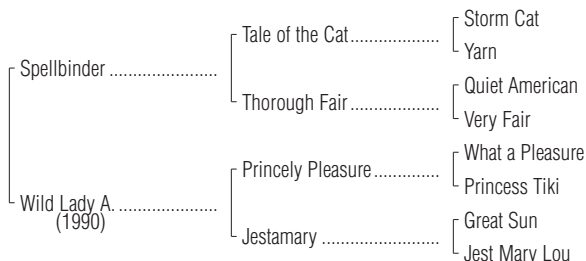 Storm Cat
Tale of the Cat....................
Yarn
Spellbinder ........................
Quiet American
Thorough Fair......................
Very Fair
What a Pleasure
Princely Pleasure ...............
Princess Tiki
Wild Lady A. ......................
(1990)
Great Sun
Jestamary ...........................
Jest Mary Lou